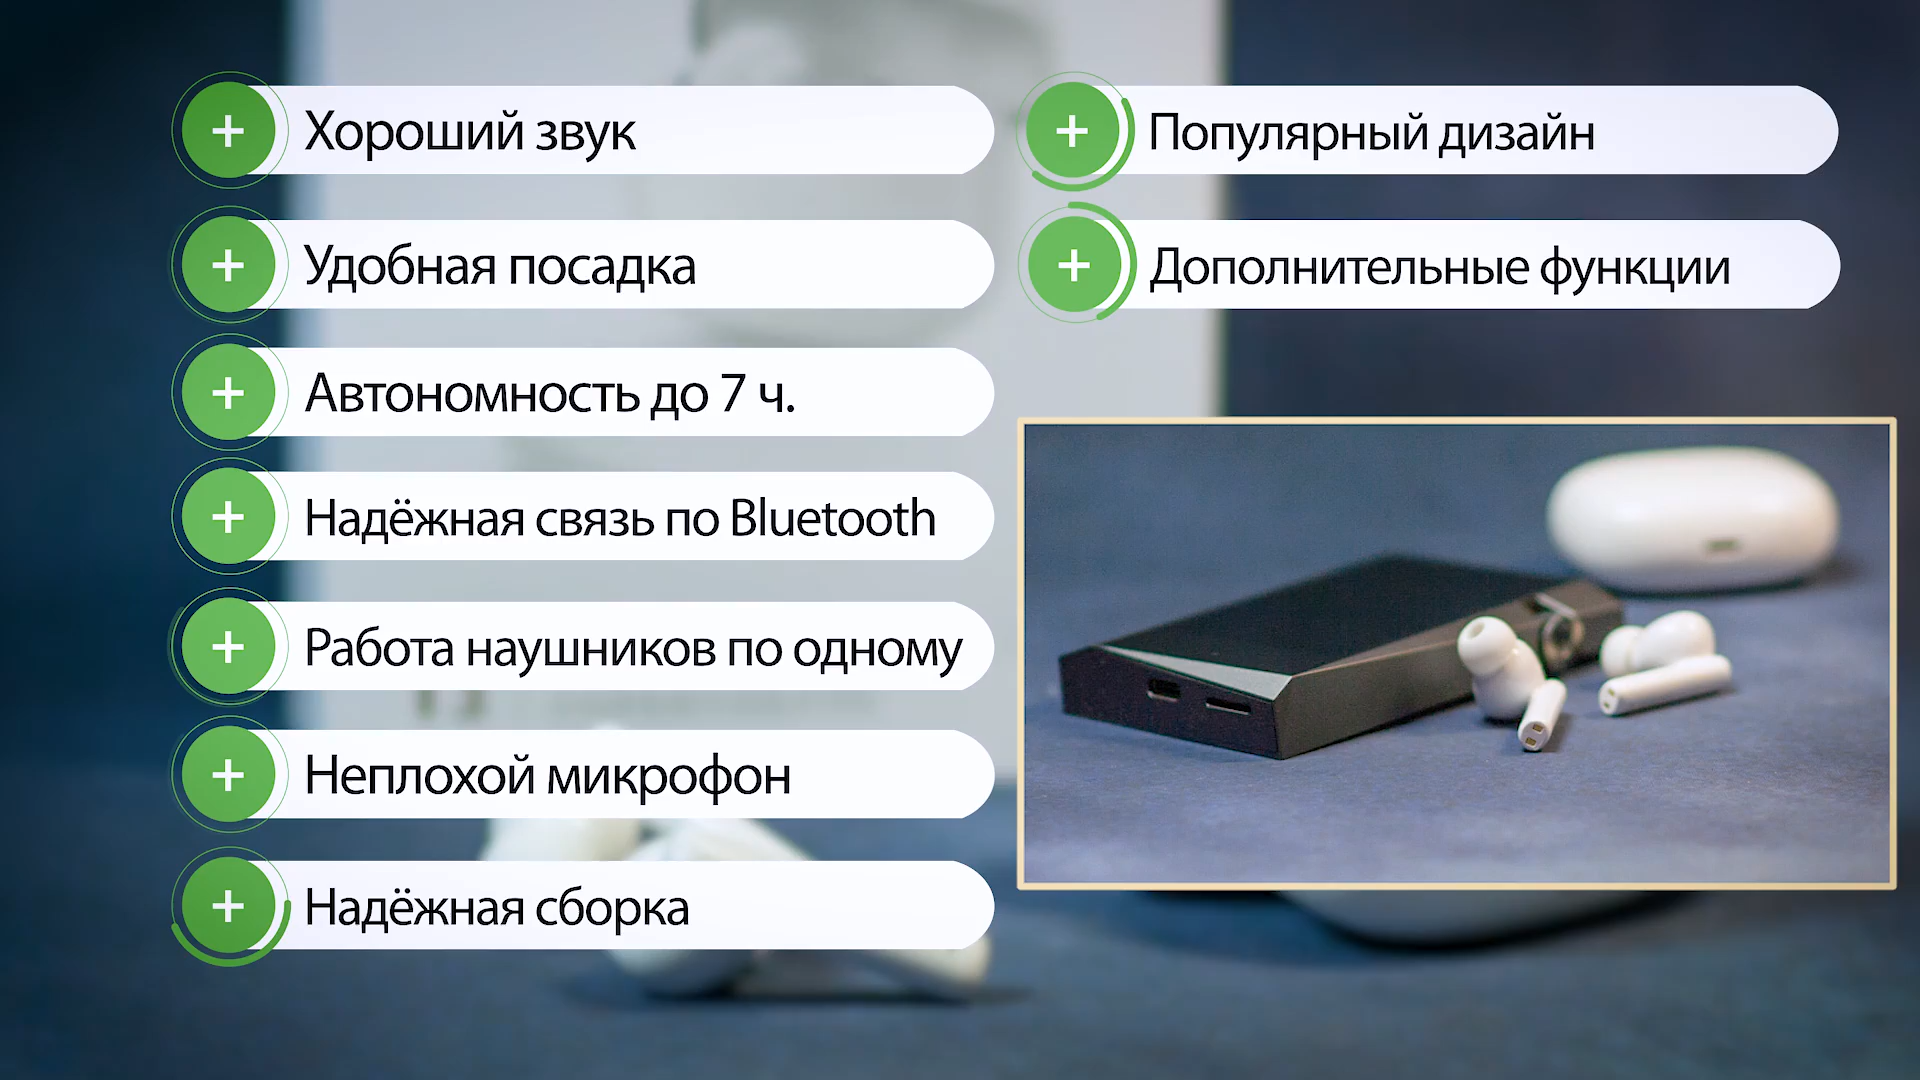 Хороший звук
Удобная посадка
Автономность до 7 ч.
Надёжная связь по Bluetooth
Работа наушников по одному
Неплохой микрофон
Надёжная сборка
Популярный дизайн
Дополнительные функции